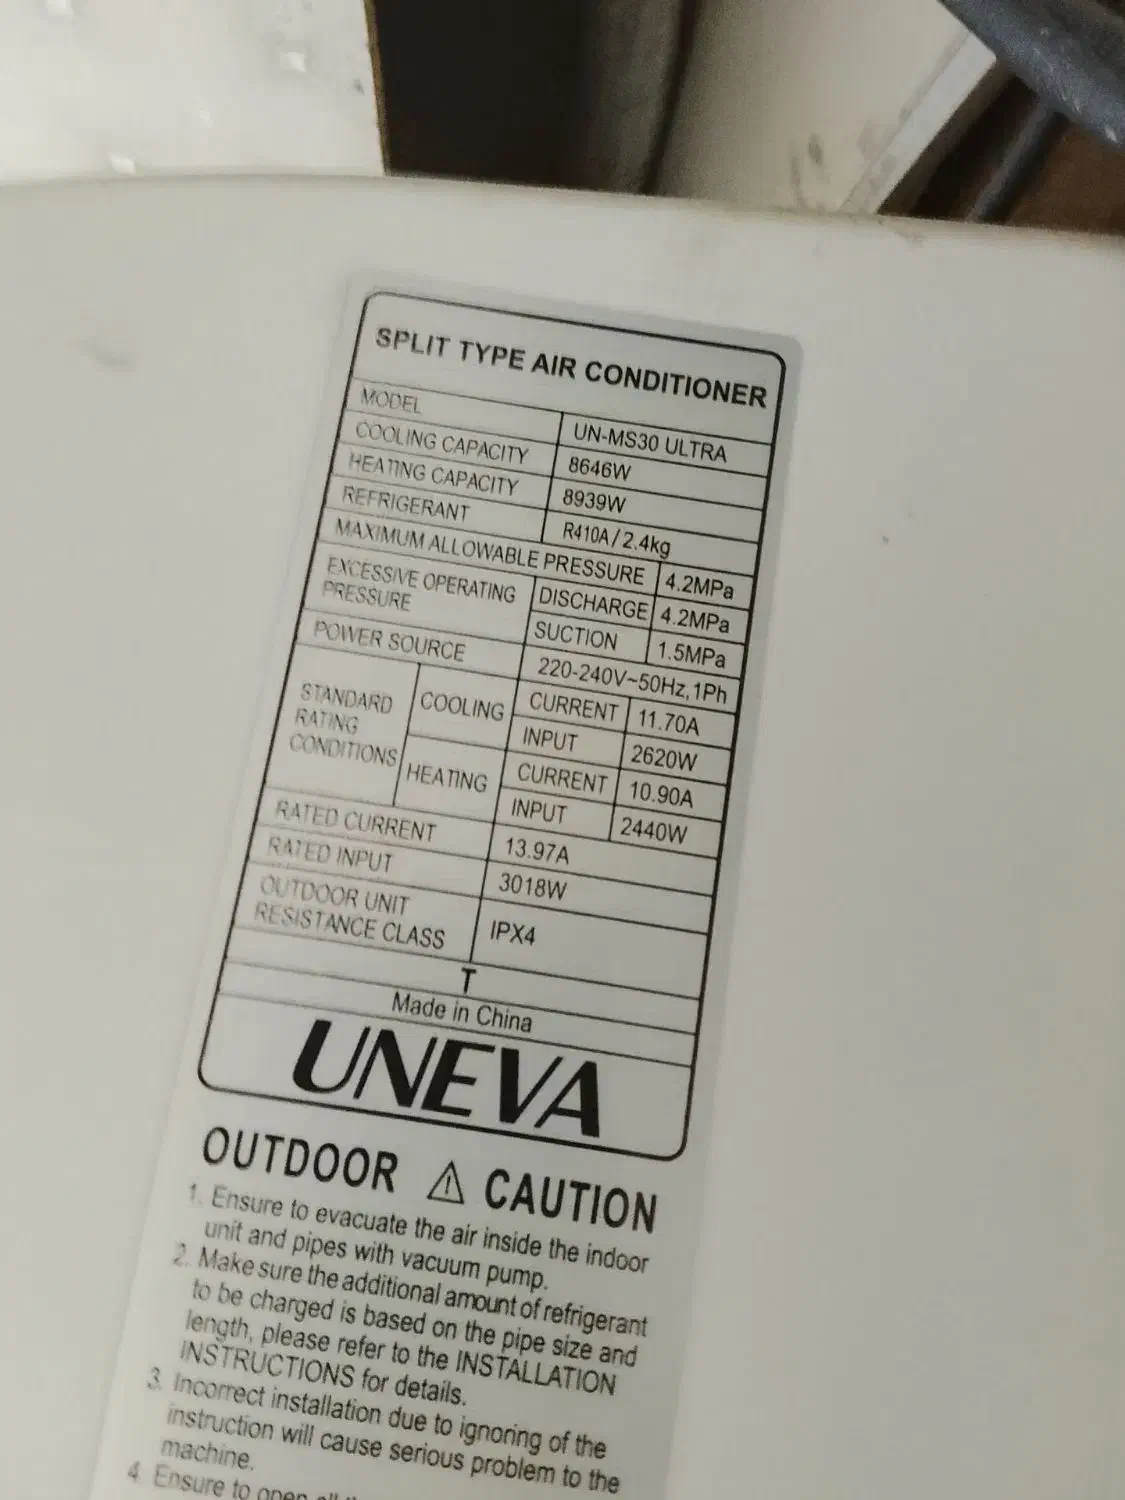 SPLIT TYPE AIR CONDITIONER
MODEL UN-MS30 ULTRA
COOLING CAPACITY 8646W
HEATING CAPACITY 8939W
REFRIGERANT R410A / 2.4kg
MAXIMUM ALLOWABLE PRESSURE 4.2MPa
EXCESSIVE OPERATING PRESSURE DISCHARGE 4.2MPa
SUCTION 1.5MPa
POWER SOURCE 220-240V~50Hz,1Ph
STANDARD RATING CONDITIONS COOLING CURRENT 11.70A
INPUT 2620W
HEATING CURRENT 10.90A
INPUT 2440W
RATED CURRENT 13.97A
RATED INPUT 3018W
OUTDOOR UNIT RESISTANCE CLASS IPX4
T
Made in China
UNEVA
OUTDOOR ⚠ CAUTION
1. Ensure to evacuate the air inside the indoor
unit and pipes with vacuum pump.
2. Make sure the additional amount of refrigerant
to be charged is based on the pipe size and
length, please refer to the INSTALLATION
INSTRUCTIONS for details.
3. Incorrect installation due to ignoring of the
instruction will cause serious problem to the
machine.
4. Ensure to open all